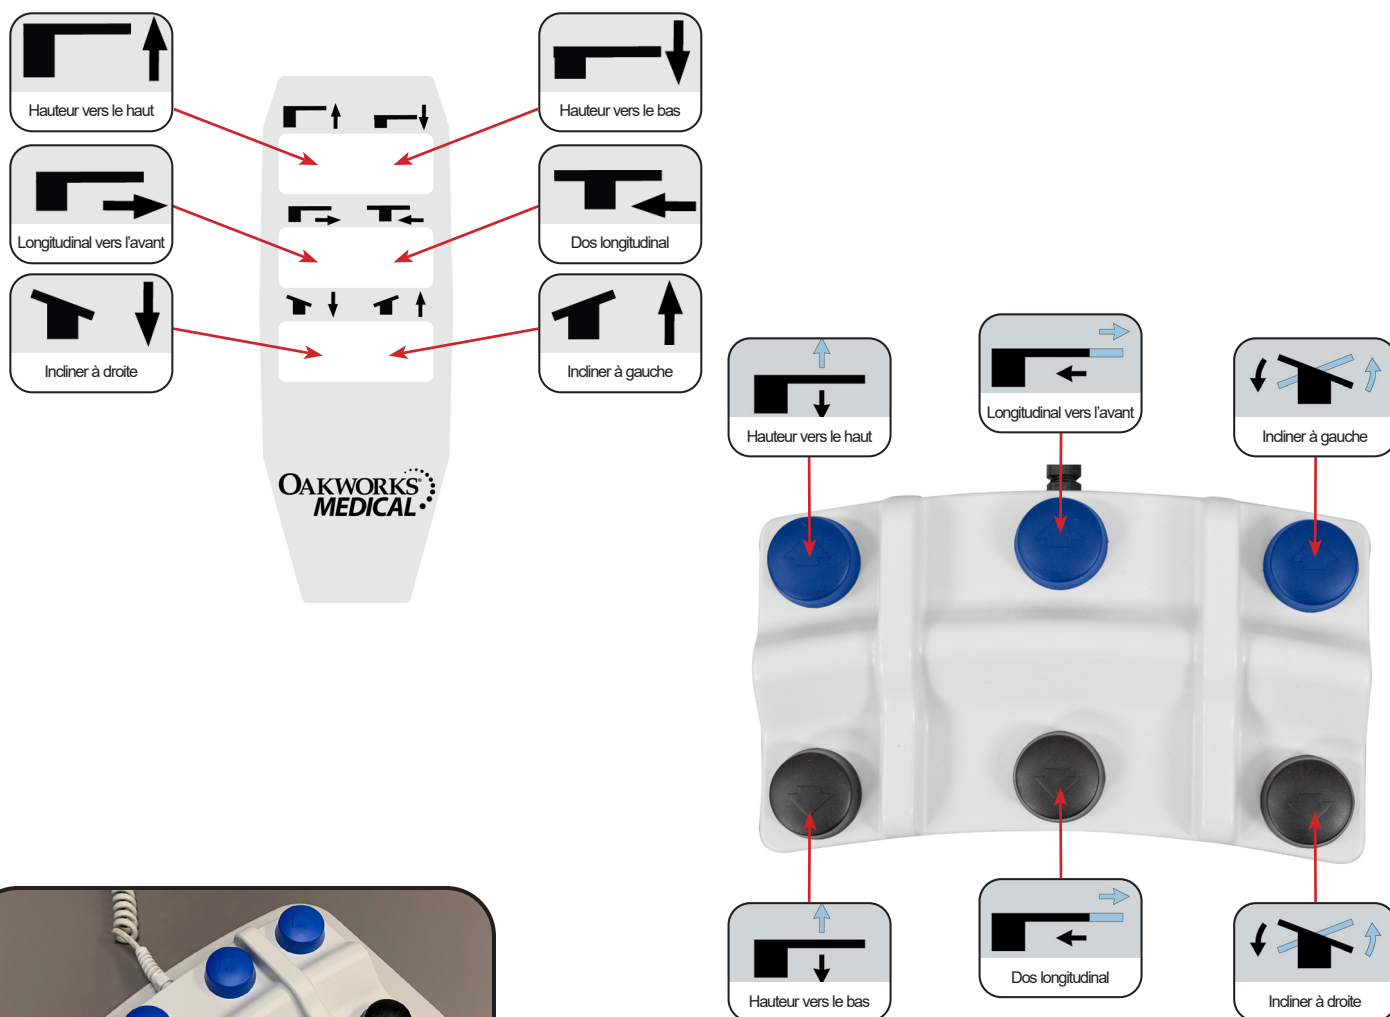 Hauteur vers le haut
Hauteur vers le bas
Longitudinal vers l'avant
Dos longitudinal
Incliner à droite
Incliner à gauche
OAKWORKS®
MEDICAL
Hauteur vers le haut
Longitudinal vers l'avant
Incliner à gauche
Hauteur vers le bas
Dos longitudinal
Incliner à droite